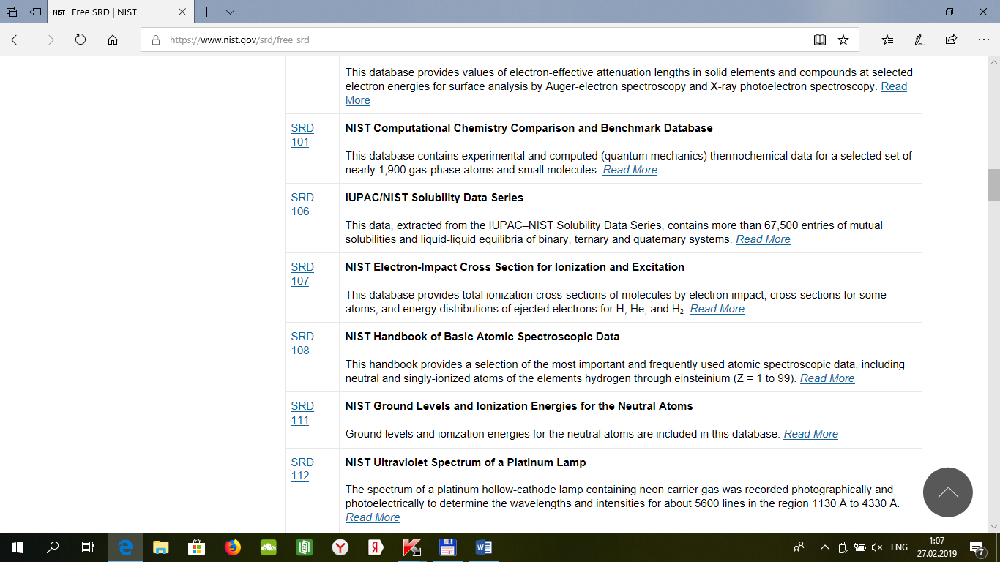 NIST Free SRD | NIST
https://www.nist.gov/srd/free-srd
This database provides values of electron-effective attenuation lengths in solid elements and compounds at selected
electron energies for surface analysis by Auger-electron spectroscopy and X-ray photoelectron spectroscopy. Read
More
SRD
101
NIST Computational Chemistry Comparison and Benchmark Database
This database contains experimental and computed (quantum mechanics) thermochemical data for a selected set of
nearly 1,900 gas-phase atoms and small molecules. Read More
SRD
106
IUPAC/NIST Solubility Data Series
This data, extracted from the IUPAC–NIST Solubility Data Series, contains more than 67,500 entries of mutual
solubilities and liquid-liquid equilibria of binary, ternary and quaternary systems. Read More
SRD
107
NIST Electron-Impact Cross Section for Ionization and Excitation
This database provides total ionization cross-sections of molecules by electron impact, cross-sections for some
atoms, and energy distributions of ejected electrons for H, He, and H₂. Read More
SRD
108
NIST Handbook of Basic Atomic Spectroscopic Data
This handbook provides a selection of the most important and frequently used atomic spectroscopic data, including
neutral and singly-ionized atoms of the elements hydrogen through einsteinium (Z = 1 to 99). Read More
SRD
111
NIST Ground Levels and Ionization Energies for the Neutral Atoms
Ground levels and ionization energies for the neutral atoms are included in this database. Read More
SRD
112
NIST Ultraviolet Spectrum of a Platinum Lamp
The spectrum of a platinum hollow-cathode lamp containing neon carrier gas was recorded photographically and
photoelectrically to determine the wavelengths and intensities for about 5600 lines in the region 1130 Å to 4330 Å.
Read More
ENG
1:07
27.02.2019
7